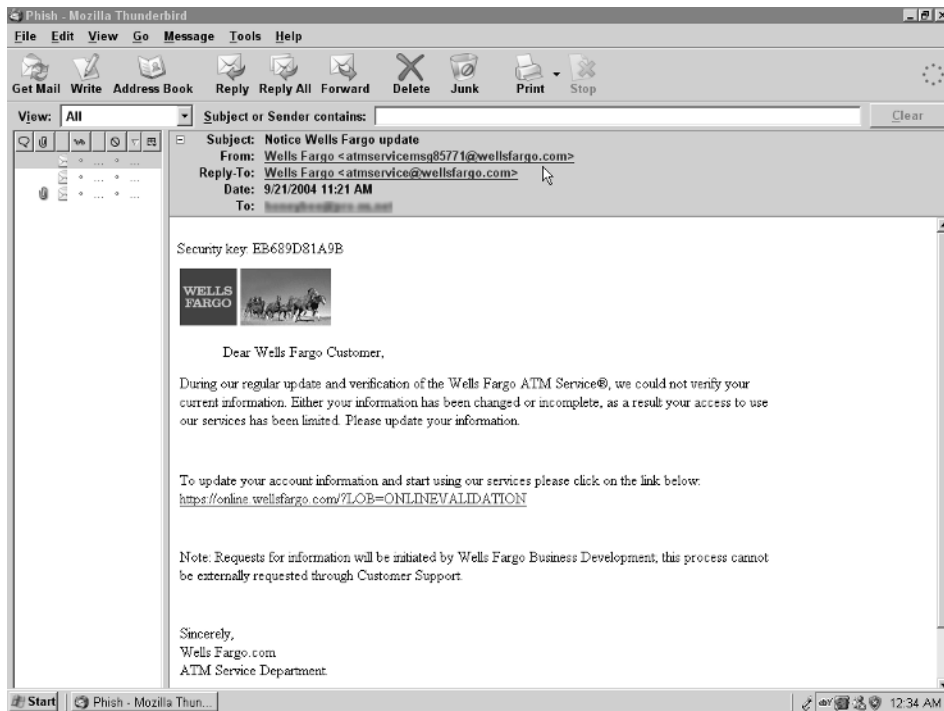 Phish - Mozilla Thunderbird
File Edit View Go Message Tools Help
Get Mail Write Address Book Reply Reply All Forward Delete Junk Print Stop
View: All Subject or Sender contains: Clear
Subject: Notice Wells Fargo update
From: Wells Fargo <atmservicemsg85771@wellsfargo.com>
Reply-To: Wells Fargo <atmservice@wellsfargo.com>
Date: 9/21/2004 11:21 AM
To:
Security key: EB689D81A9B
WELLS
FARGO
Dear Wells Fargo Customer,
During our regular update and verification of the Wells Fargo ATM Service®, we could not verify your
current information. Either your information has been changed or incomplete, as a result your access to use
our services has been limited. Please update your information.
To update your account information and start using our services please click on the link below:
https://online.wellsfargo.com/?LOB=ONLINEVALIDATION
Note: Requests for information will be initiated by Wells Fargo Business Development, this process cannot
be externally requested through Customer Support.
Sincerely,
Wells Fargo.com
ATM Service Department.
Start Phish - Mozilla Thun... 12:34 AM